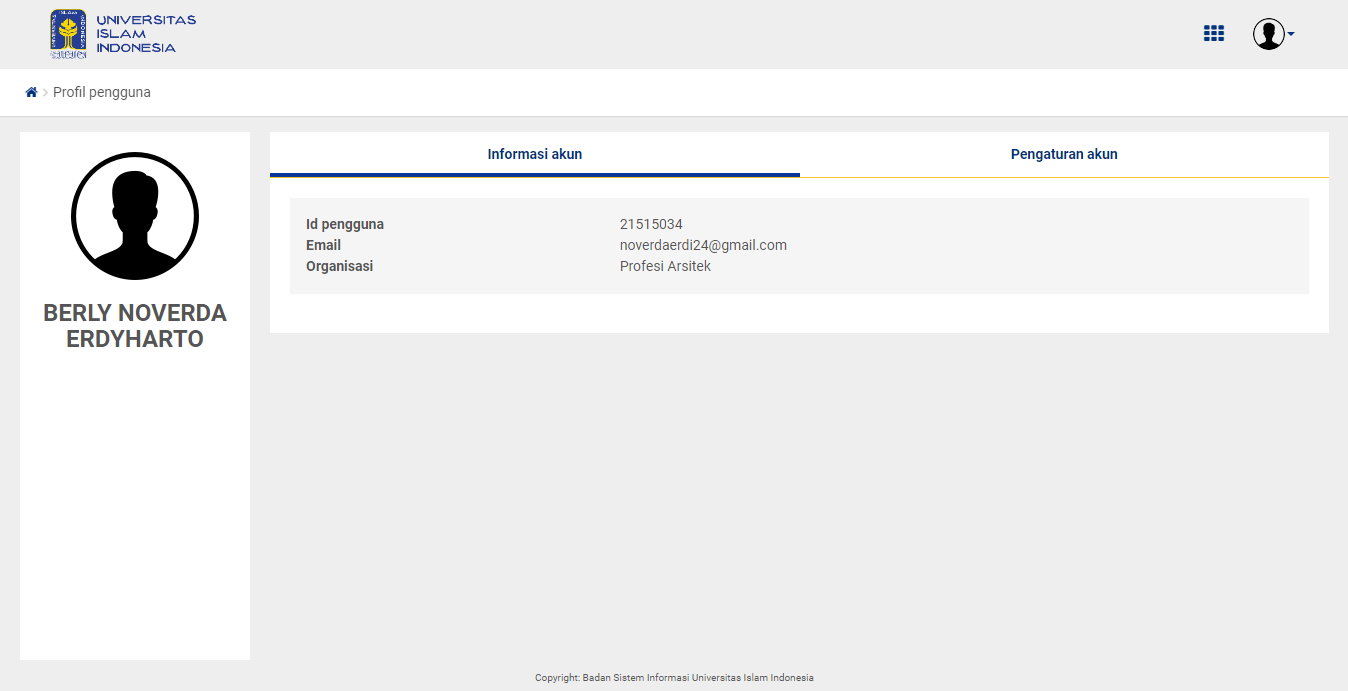 UNIVERSITAS
ISLAM
INDONESIA
Profil pengguna
BERLY NOVERDA
ERDYHARTO
Informasi akun
Pengaturan akun
Id pengguna 21515034
Email noverdaerdi24@gmail.com
Organisasi Profesi Arsitek
Copyright: Badan Sistem Informasi Universitas Islam Indonesia